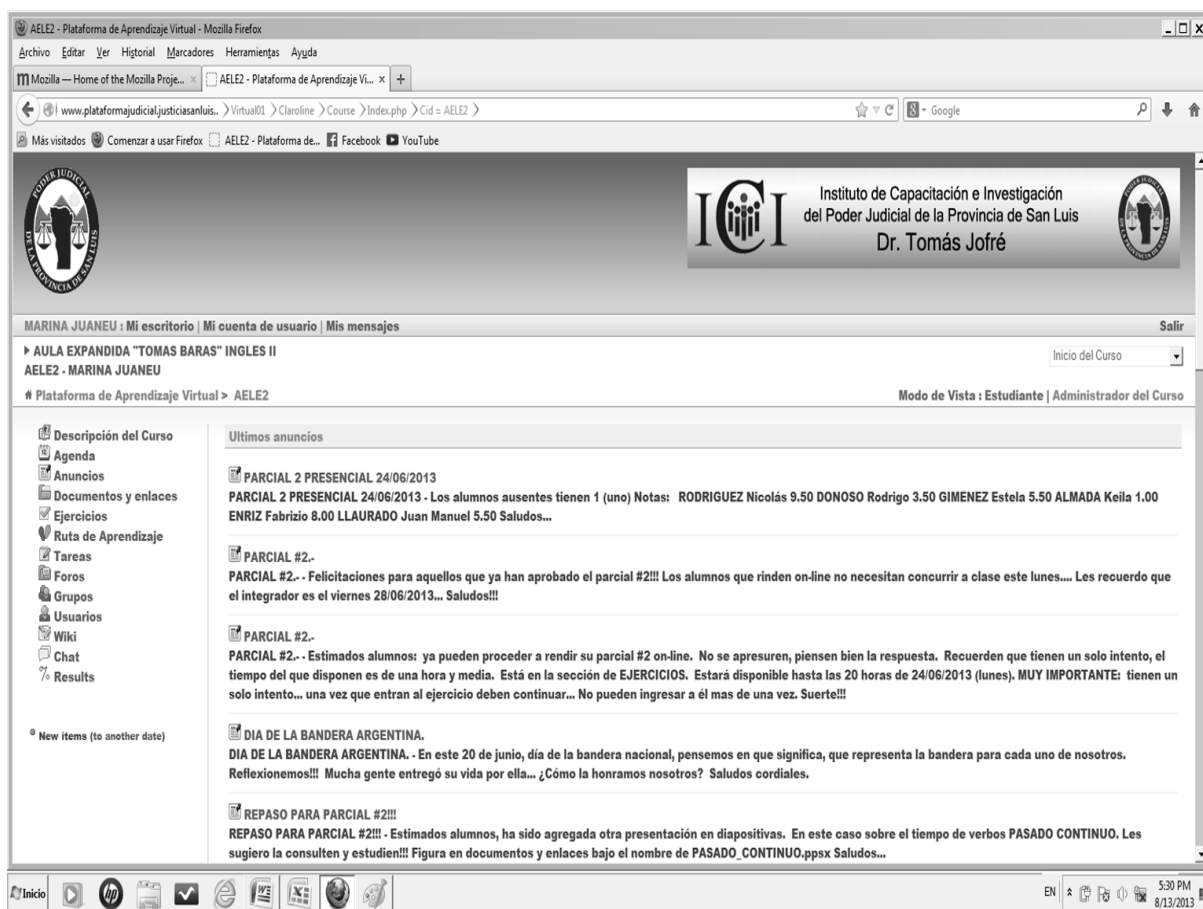 AELE2 - Plataforma de Aprendizaje Virtual - Mozilla Firefox
Archivo Editar Ver Historial Marcadores Herramientas Ayuda
Mozilla — Home of the Mozilla Proje... × AELE2 - Plataforma de Aprendizaje Vi... × +
www.plataformajudicial.justiciasanluis.. > Virtual01 > Claroline > Course > Index.php > Cid = AELE2 > Google
Más visitados Comenzar a usar Firefox AELE2 - Plataforma de... Facebook YouTube
PODER JUDICIAL DE LA PROVINCIA DE SAN LUIS
ICI
Instituto de Capacitación e Investigación
del Poder Judicial de la Provincia de San Luis
Dr. Tomás Jofré
MARINA JUANEU : Mi escritorio | Mi cuenta de usuario | Mis mensajes Salir
AULA EXPANDIDA "TOMAS BARAS" INGLES II Inicio del Curso
AELE2 - MARINA JUANEU
Plataforma de Aprendizaje Virtual > AELE2 Modo de Vista : Estudiante | Administrador del Curso
Descripción del Curso
Agenda
Anuncios
Documentos y enlaces
Ejercicios
Ruta de Aprendizaje
Tareas
Foros
Grupos
Usuarios
Wiki
Chat
Results
New items (to another date)
Ultimos anuncios
PARCIAL 2 PRESENCIAL 24/06/2013
PARCIAL 2 PRESENCIAL 24/06/2013 - Los alumnos ausentes tienen 1 (uno) Notas: RODRIGUEZ Nicolás 9.50 DONOSO Rodrigo 3.50 GIMENEZ Estela 5.50 ALMADA Keila 1.00
ENRIZ Fabrizio 8.00 LLAURADO Juan Manuel 5.50 Saludos...
PARCIAL #2.-
PARCIAL #2.- - Felicitaciones para aquellos que ya han aprobado el parcial #2!!! Los alumnos que rinden on-line no necesitan concurrir a clase este lunes.... Les recuerdo que
el integrador es el viernes 28/06/2013... Saludos!!!
PARCIAL #2.-
PARCIAL #2.- - Estimados alumnos: ya pueden proceder a rendir su parcial #2 on-line. No se apresuren, piensen bien la respuesta. Recuerden que tienen un solo intento, el
tiempo del que disponen es de una hora y media. Está en la sección de EJERCICIOS. Estará disponible hasta las 20 horas de 24/06/2013 (lunes). MUY IMPORTANTE: tienen un
solo intento... una vez que entran al ejercicio deben continuar... No pueden ingresar a él mas de una vez. Suerte!!!
DIA DE LA BANDERA ARGENTINA.
DIA DE LA BANDERA ARGENTINA. - En este 20 de junio, día de la bandera nacional, pensemos en que significa, que representa la bandera para cada uno de nosotros.
Reflexionemos!!! Mucha gente entregó su vida por ella... ¿Cómo la honramos nosotros? Saludos cordiales.
REPASO PARA PARCIAL #2!!!
REPASO PARA PARCIAL #2!!! - Estimados alumnos, ha sido agregada otra presentación en diapositivas. En este caso sobre el tiempo de verbos PASADO CONTINUO. Les
sugiero la consulten y estudien!!! Figura en documentos y enlaces bajo el nombre de PASADO_CONTINUO.ppsx Saludos...
Inicio EN 5:30 PM
8/13/2013